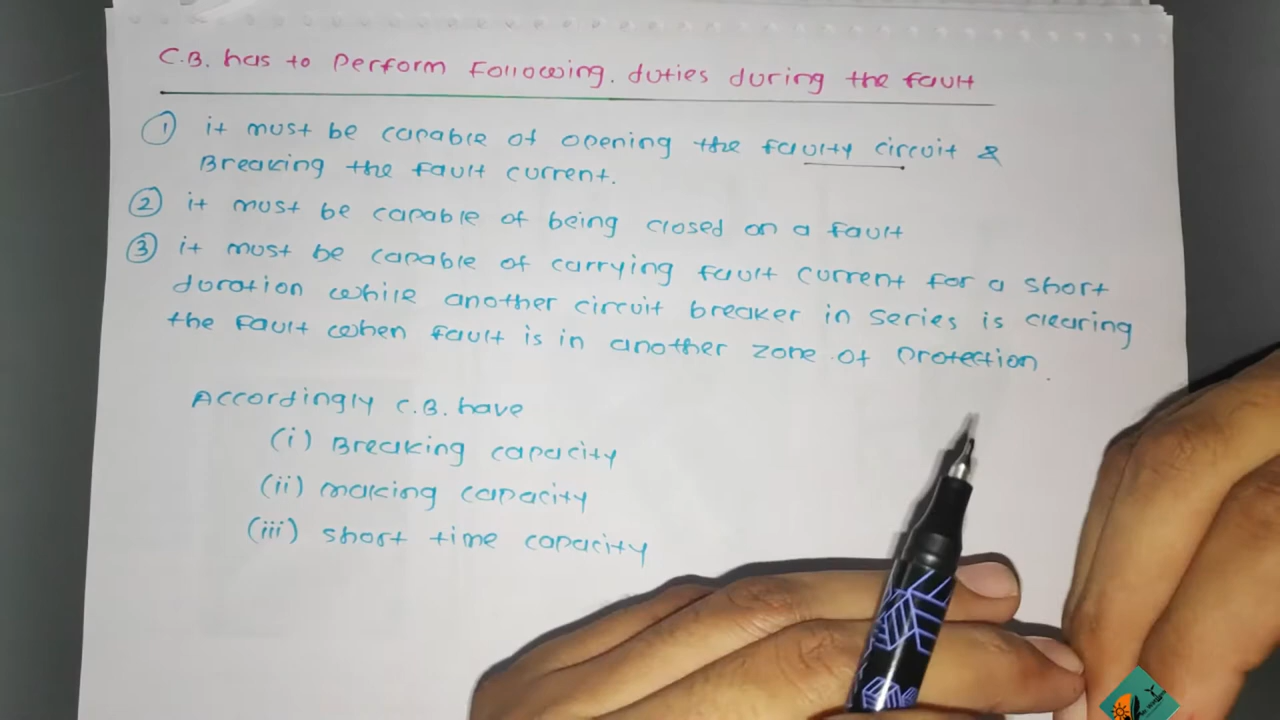 C.B. has to Perform Following. duties during the fault
① it must be capable of opening the faulty circuit &
Breaking the fault current.
② it must be capable of being closed on a fault
③ it must be capable of carrying fault current for a short
duration while another circuit breaker in series is clearing
the fault when fault is in another zone of protection.
Accordingly C.B. have
(i) Breaking capacity
(ii) making capacity
(iii) short time capacity